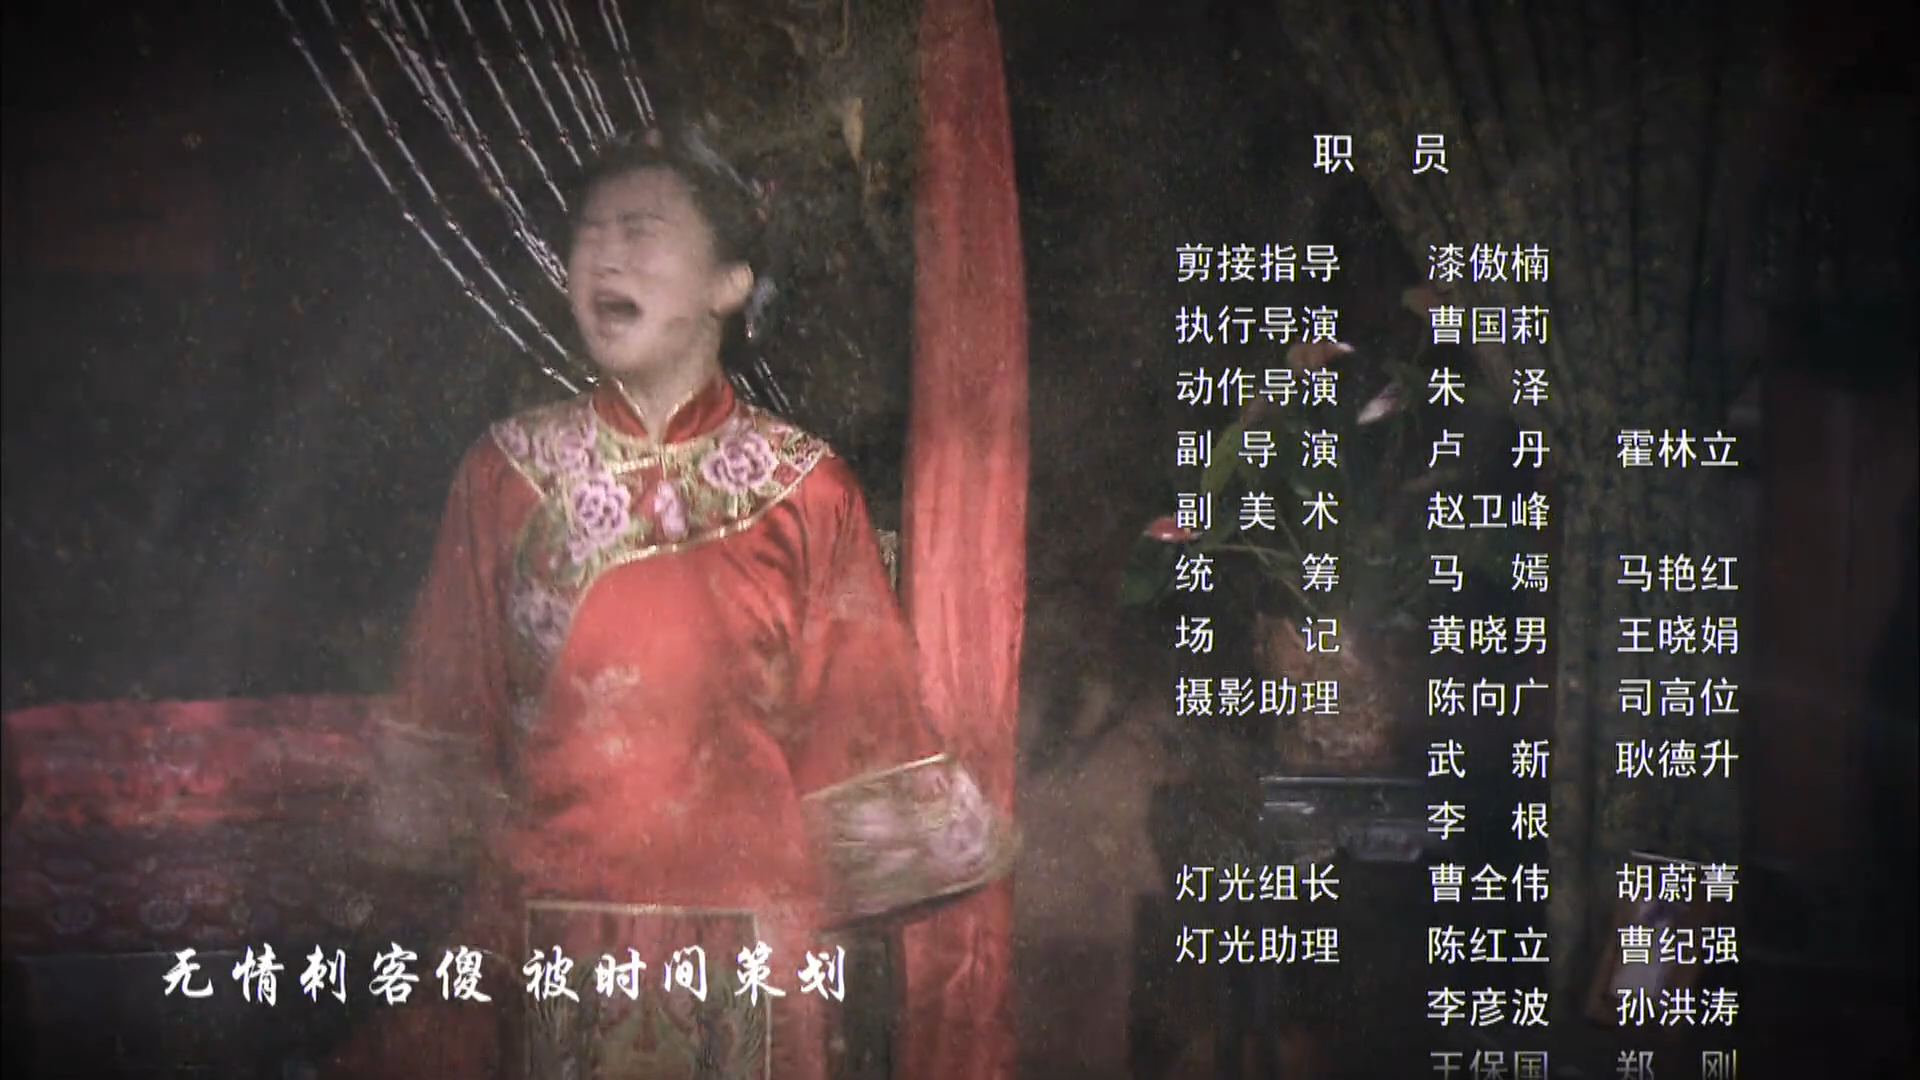 职 员
剪接指导 漆傲楠
执行导演 曹国莉
动作导演 朱 泽
副 导 演 卢 丹 霍林立
副 美 术 赵卫峰
统 筹 马 嫣 马艳红
场 记 黄晓男 王晓娟
摄影助理 陈向广 司高位
武 新 耿德升
李 根
灯光组长 曹全伟 胡蔚菁
灯光助理 陈红立 曹纪强
李彦波 孙洪涛
王保国 郑 刚
无情刺客傻 被时间策划